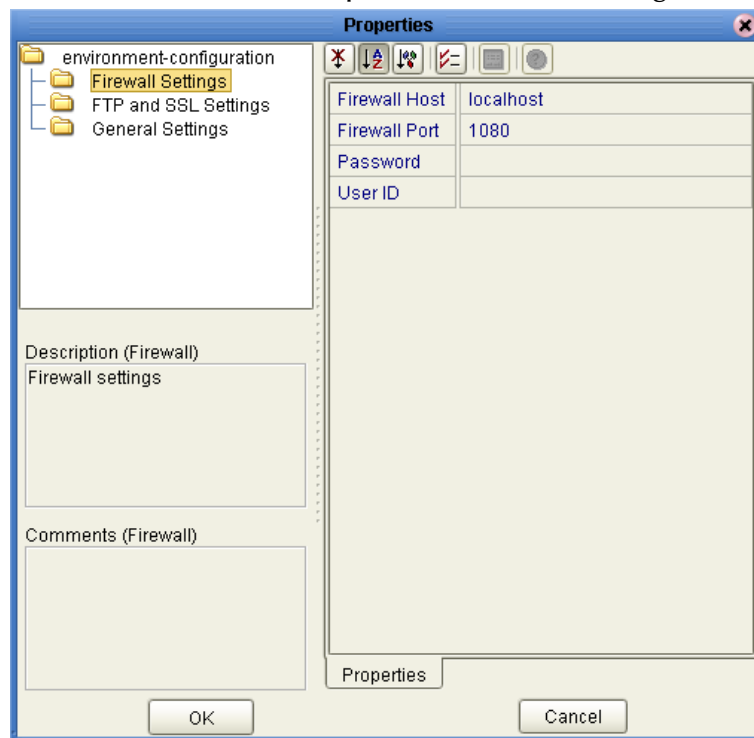 Properties
environment-configuration
Firewall Settings
FTP and SSL Settings
General Settings
Firewall Host localhost
Firewall Port 1080
Password
User ID
Description (Firewall)
Firewall settings
Comments (Firewall)
Properties
OK Cancel